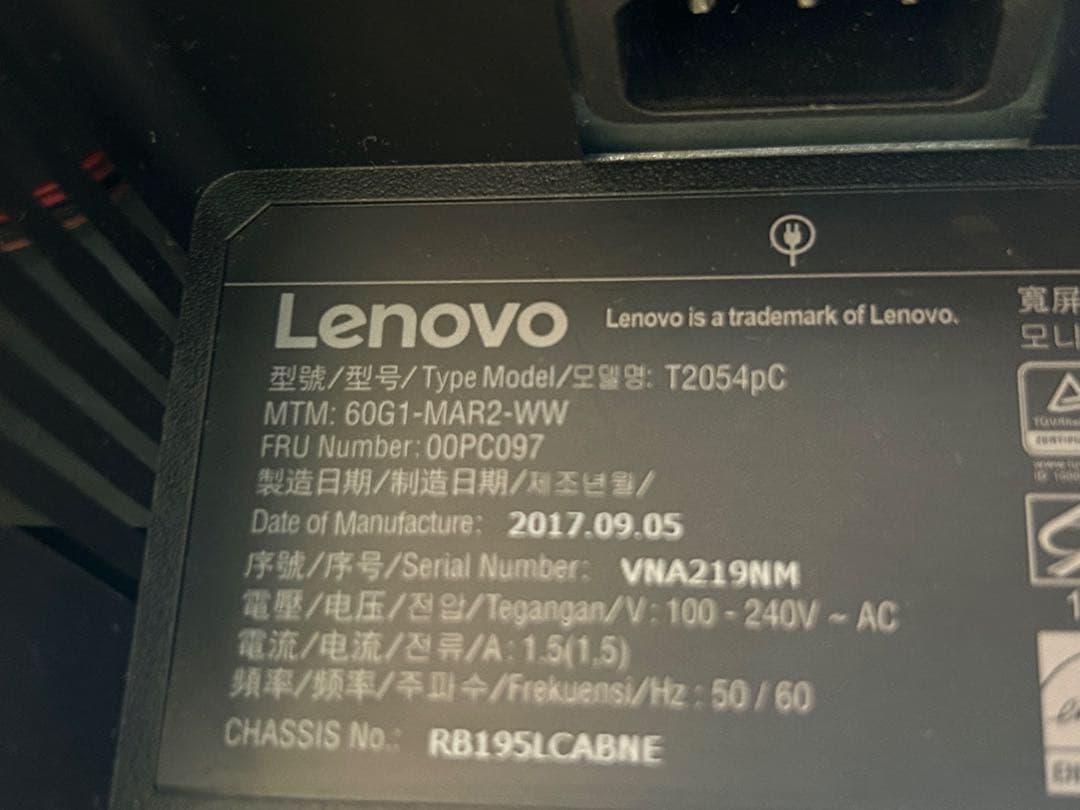 Lenovo Lenovo is a trademark of Lenovo.
型號/型号/Type Model/모델명: T2054pC
MTM: 60G1-MAR2-WW
FRU Number: 00PC097
製造日期/制造日期/제조년월/
Date of Manufacture: 2017.09.05
序號/序号/Serial Number: VNA219NM
電壓/电压/전압/Tegangan/V: 100 - 240V ~ AC
電流/电流/전류/A: 1.5(1.5)
頻率/频率/주파수/Frekuensi/Hz : 50 / 60
CHASSIS No.: RB195LCABNE
寬屏
모니